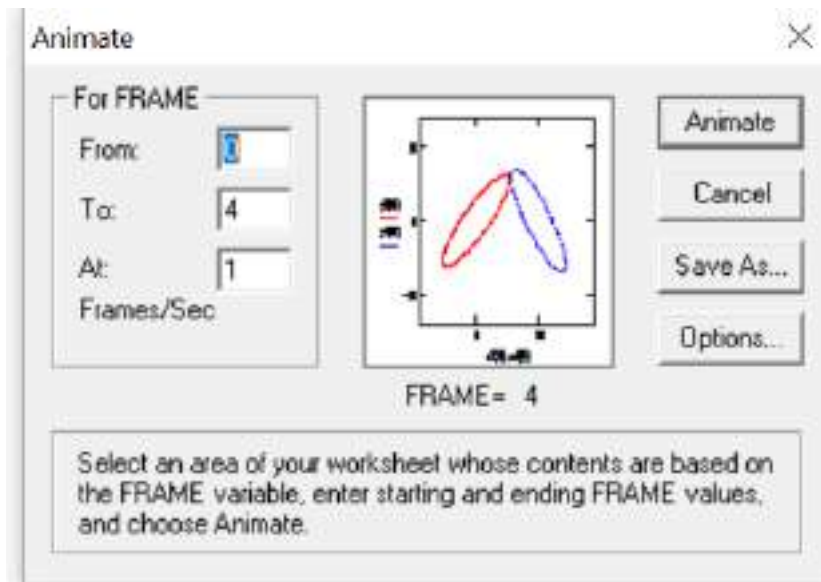 Animate
For FRAME
From:
To: 4
At: 1
Frames/Sec
FRAME= 4
Animate
Cancel
Save As...
Options...
Select an area of your worksheet whose contents are based on
the FRAME variable, enter starting and ending FRAME values,
and choose Animate.